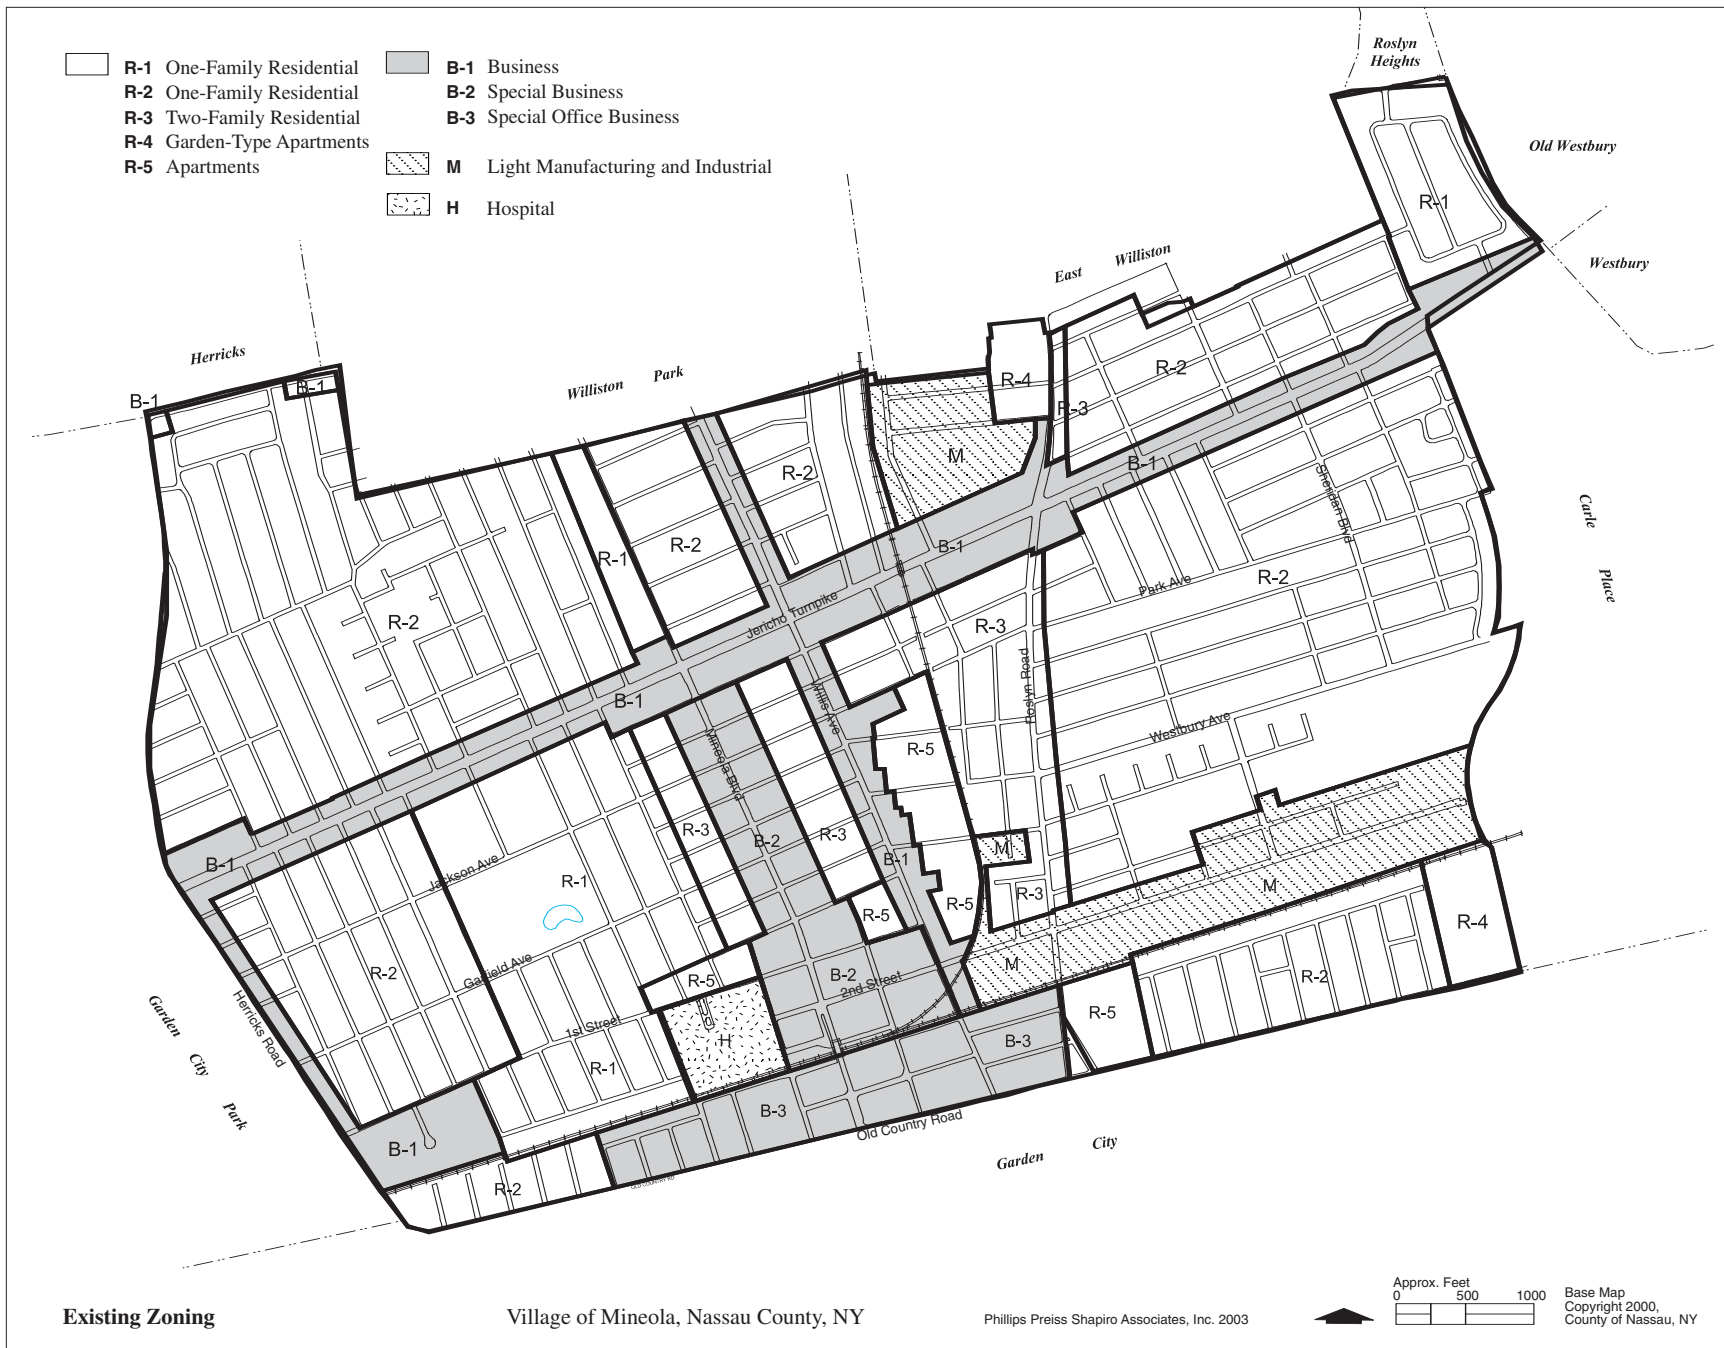 R-1 One-Family Residential
R-2 One-Family Residential
R-3 Two-Family Residential
R-4 Garden-Type Apartments
R-5 Apartments
B-1 Business
B-2 Special Business
B-3 Special Office Business
M Light Manufacturing and Industrial
H Hospital
Roslyn
Heights
Old Westbury
R-1
Westbury
East Williston
Herricks
Williston Park
B-1
B-1
R-4
R-2
R-3
R-2
M
B-1
Sheridan Blvd
Carle Place
R-1
R-2
B-1
R-2
Park Ave
R-2
Jericho Turnpike
R-3
Roslyn Road
B-1
Willis Ave
Mineola Blvd
Westbury Ave
R-5
R-3
B-2
R-3
B-1
M
B-1
Jackson Ave
R-1
R-5
R-5
R-3
M
R-4
R-2
Garfield Ave
R-5
B-2
2nd Street
M
R-2
Herricks Road
1st Street
H
R-1
B-3
R-5
B-3
Old Country Road
Garden City Park
B-1
R-2
OLD COUNTRY RD
Garden City
Existing Zoning
Village of Mineola, Nassau County, NY
Phillips Preiss Shapiro Associates, Inc. 2003
Approx. Feet
0 500 1000
Base Map
Copyright 2000,
County of Nassau, NY